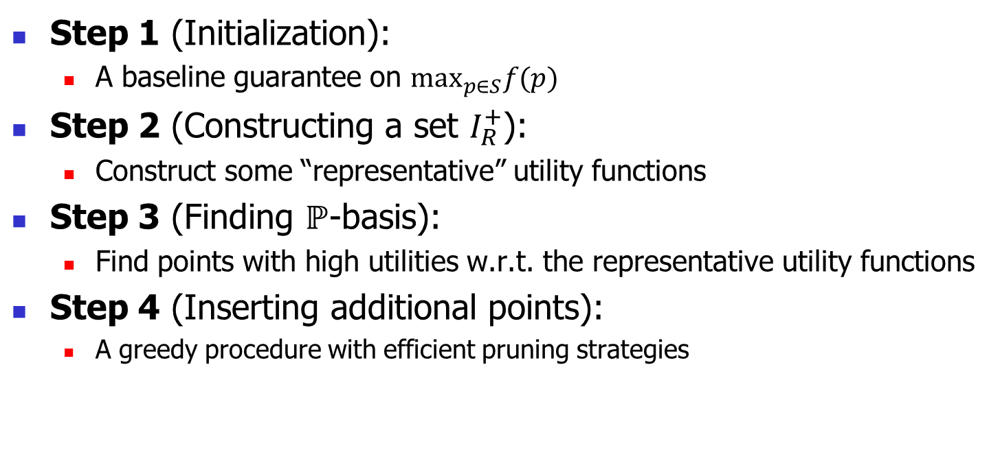 ▪ Step 1 (Initialization):
▪ A baseline guarantee on max_{p∈S} f(p)
▪ Step 2 (Constructing a set I_R^+):
▪ Construct some “representative” utility functions
▪ Step 3 (Finding ℙ-basis):
▪ Find points with high utilities w.r.t. the representative utility functions
▪ Step 4 (Inserting additional points):
▪ A greedy procedure with efficient pruning strategies